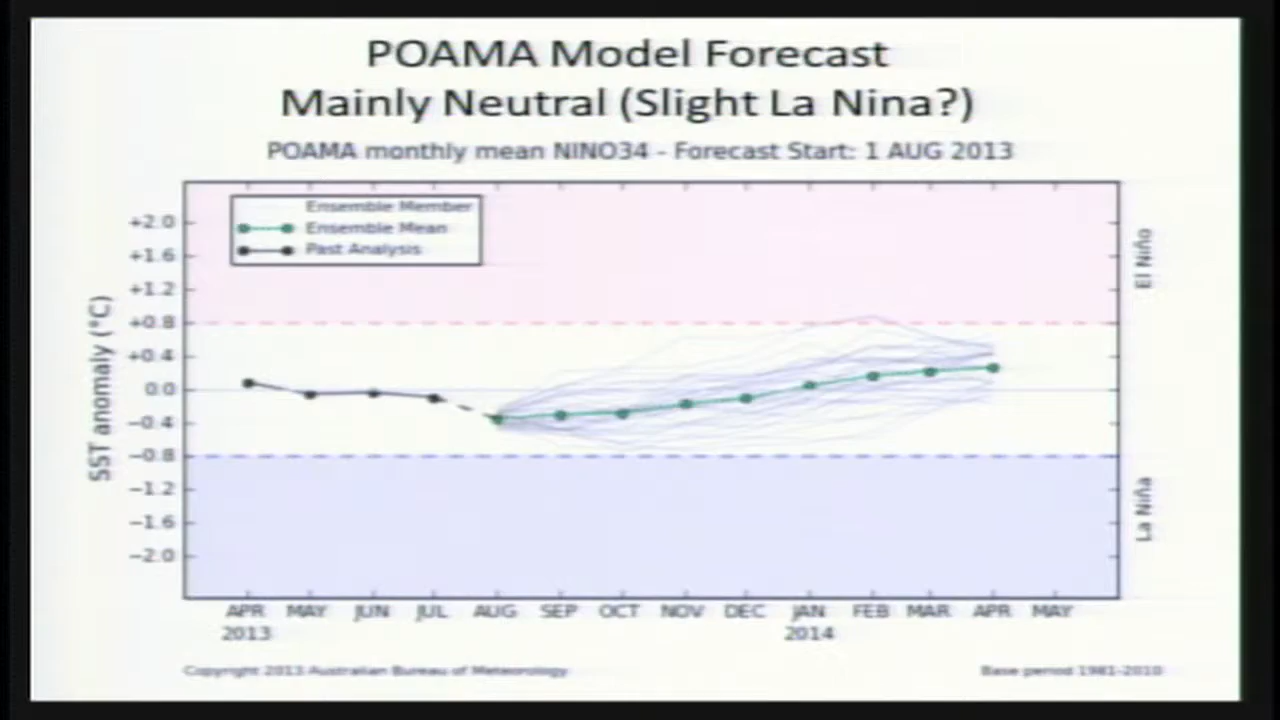 POAMA Model Forecast
Mainly Neutral (Slight La Nina?)
POAMA monthly mean NINO34 - Forecast Start: 1 AUG 2013
Ensemble Member
Ensemble Mean
Past Analysis
+2.0
+1.6
+1.2
+0.8
+0.4
0.0
−0.4
−0.8
−1.2
−1.6
−2.0
SST anomaly (°C)
El Niño
La Niña
APR MAY JUN JUL AUG SEP OCT NOV DEC JAN FEB MAR APR MAY
2013 2014
Copyright 2013 Australian Bureau of Meteorology
Base period 1981-2010